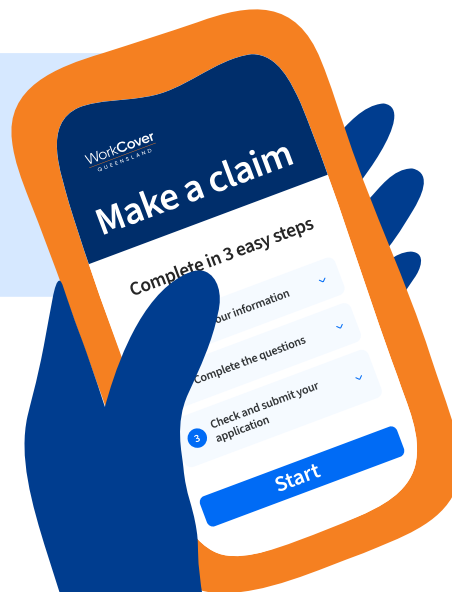 WorkCover
QUEENSLAND
Make a claim
Complete in 3 easy steps
our information
Complete the questions
3
Check and submit your
application
Start